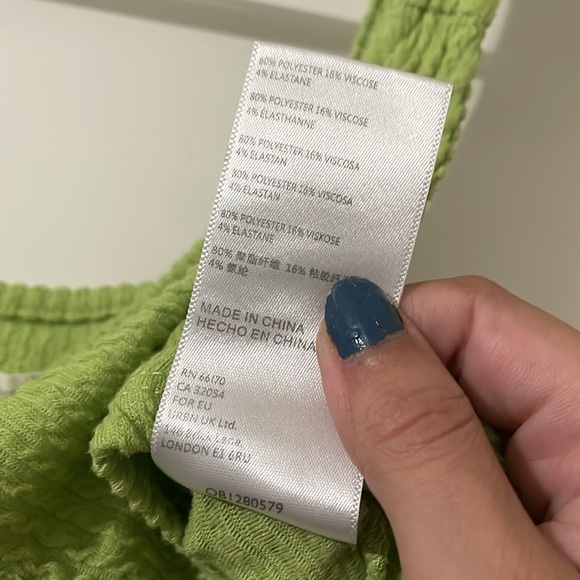 80% POLYESTER 16% VISCOSE
4% ELASTANE
80% POLYESTER 16% VISCOSE
4% ELASTHANNE
80% POLYESTER 16% VISCOSA
4% ELASTAN
80% POLYESTER 16% VISCOSA
4% ELASTAN
80% POLYESTER 16% VISKOSE
4% ELASTANE
80% 聚酯纤维 16% 粘胶纤
4% 氨纶
MADE IN CHINA
HECHO EN CHINA
RN 66170
CA 32054
FOR EU
URBN UK Ltd.
Lane,
LONDON E1 6RU
OB1280579